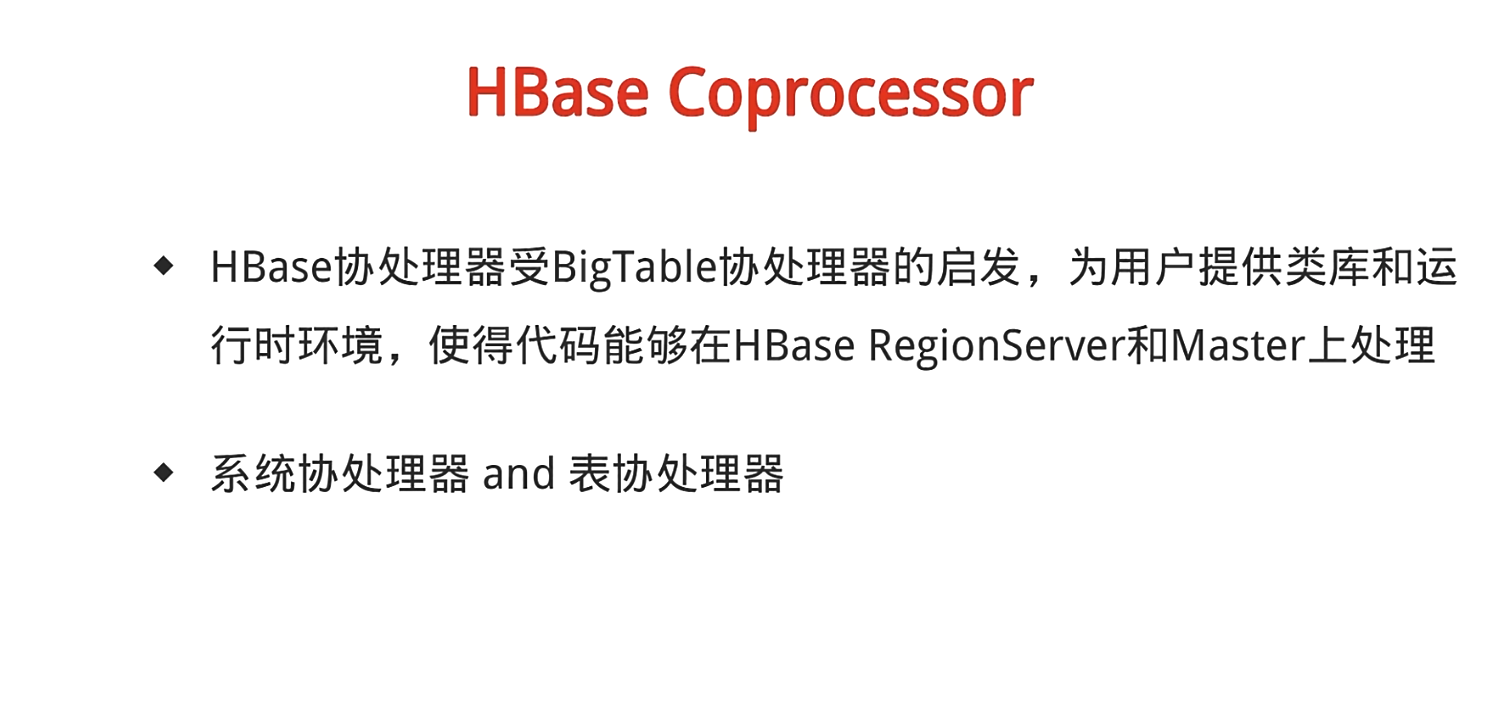 HBase Coprocessor
◆ HBase协处理器受BigTable协处理器的启发，为用户提供类库和运
行时环境，使得代码能够在HBase RegionServer和Master上处理
◆ 系统协处理器 and 表协处理器